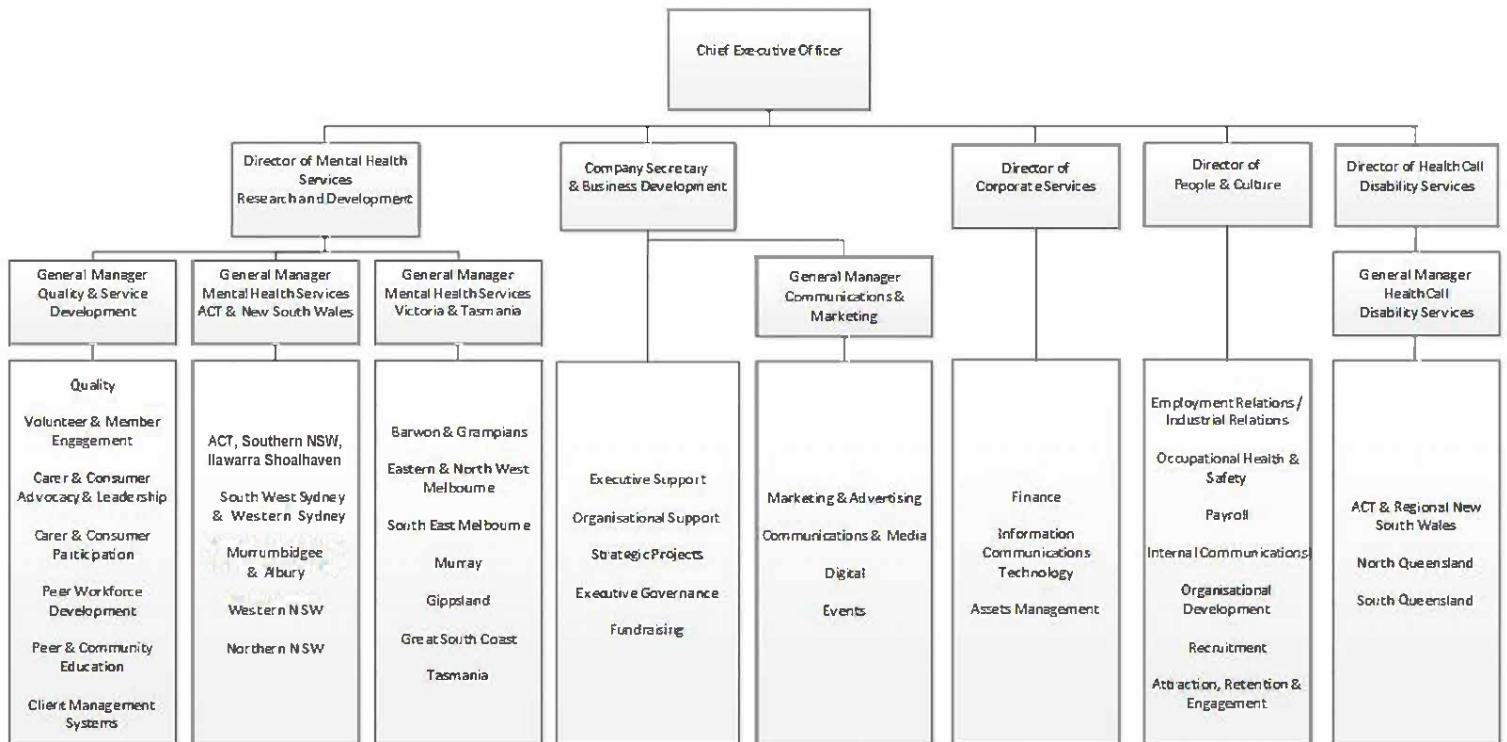 Chief Executive Officer
Director of Mental Health
Services
Research and Development
Company Secretary
& Business Development
Director of
Corporate Services
Director of
People & Culture
Director of HealthCall
Disability Services
General Manager
Quality & Service
Development
General Manager
Mental Health Services
ACT & New South Wales
General Manager
Mental Health Services
Victoria & Tasmania
General Manager
Communications &
Marketing
General Manager
HealthCall
Disability Services
Quality
Volunteer & Member
Engagement
Carer & Consumer
Advocacy & Leadership
Carer & Consumer
Participation
Peer Workforce
Development
Peer & Community
Education
Client Management
Systems
ACT, Southern NSW,
Ilawarra Shoalhaven
South West Sydney
& Western Sydney
Murrumbidgee
& Albury
Western NSW
Northern NSW
Barwon & Grampians
Eastern & North West
Melbourne
South East Melbourne
Murray
Gippsland
Great South Coast
Tasmania
Executive Support
Organisational Support
Strategic Projects
Executive Governance
Fundraising
Marketing & Advertising
Communications & Media
Digital
Events
Finance
Information
Communications
Technology
Assets Management
Employment Relations /
Industrial Relations
Occupational Health &
Safety
Payroll
Internal Communications
Organisational
Development
Recruitment
Attraction, Retention &
Engagement
ACT & Regional New
South Wales
North Queensland
South Queensland